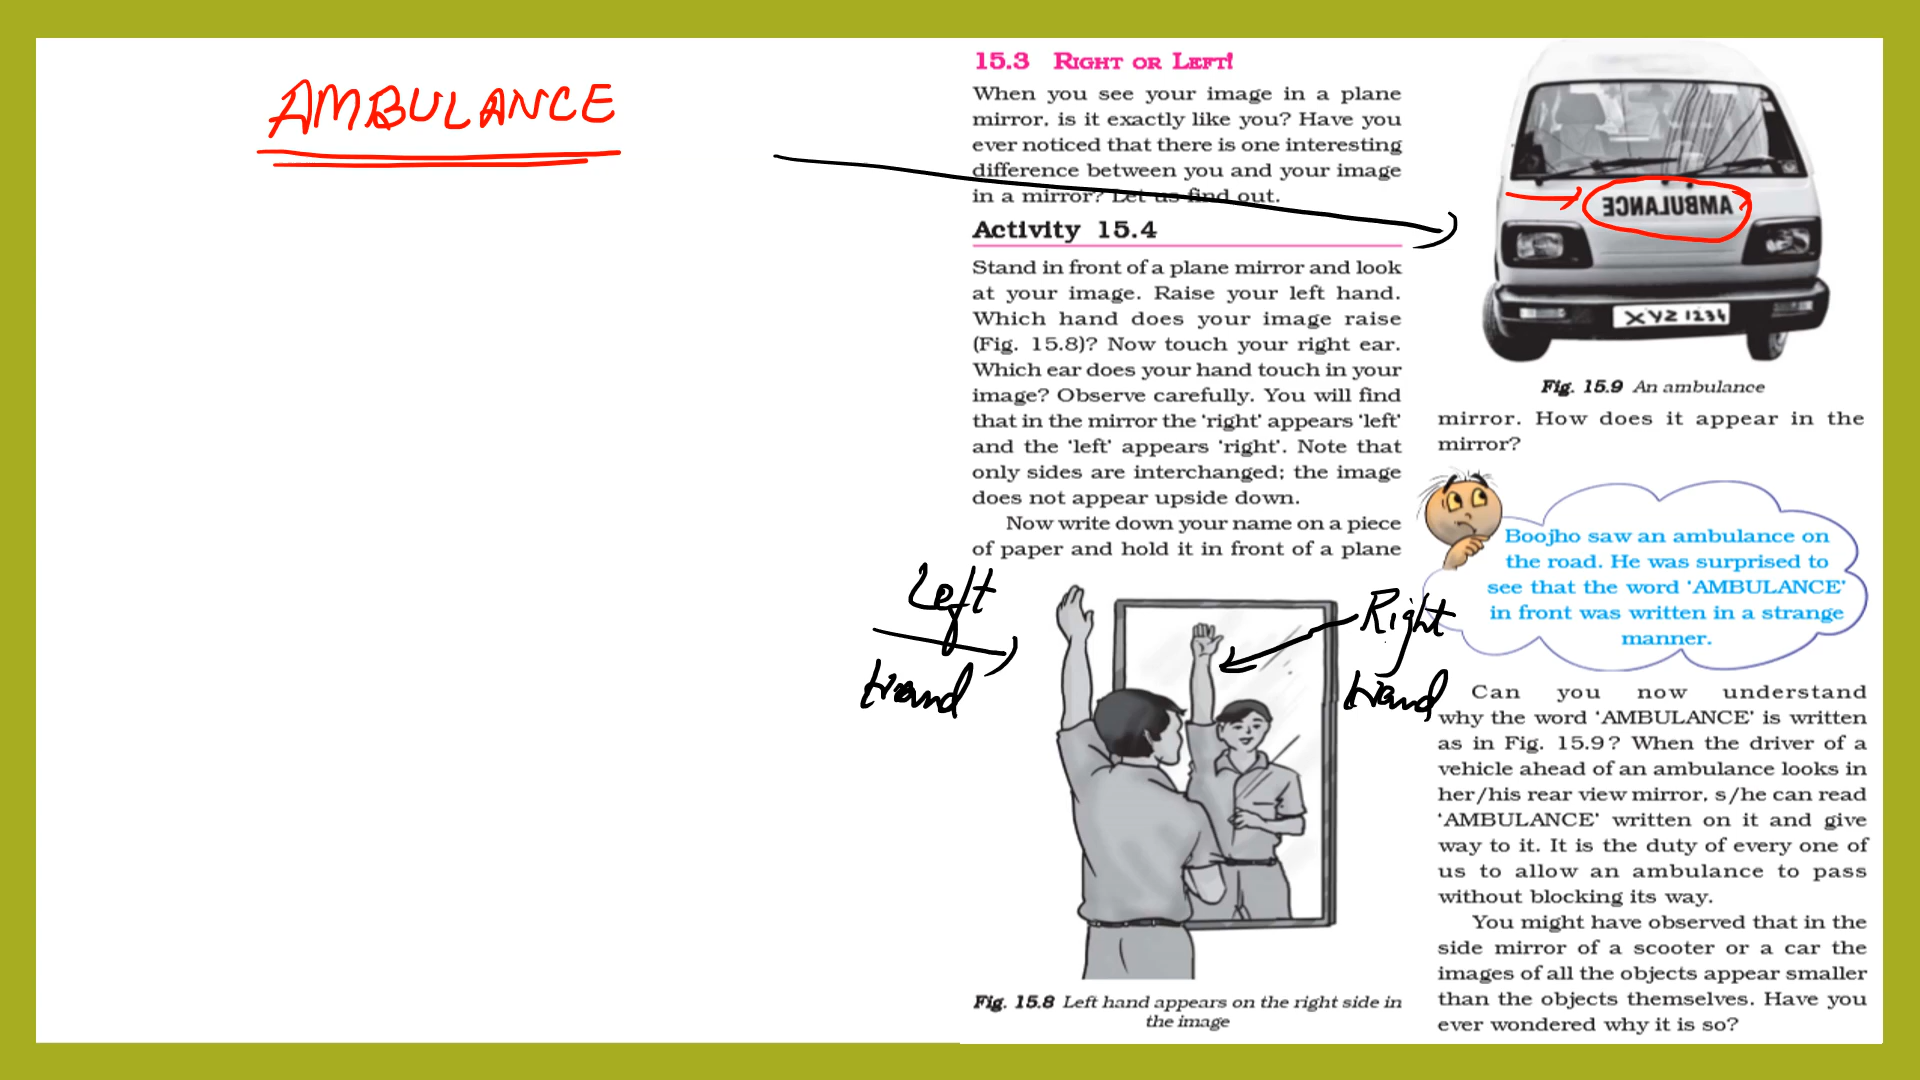 AMBULANCE
15.3 RIGHT OR LEFT!
When you see your image in a plane
mirror, is it exactly like you? Have you
ever noticed that there is one interesting
difference between you and your image
in a mirror? Let us find out.
Activity 15.4
Stand in front of a plane mirror and look
at your image. Raise your left hand.
Which hand does your image raise
(Fig. 15.8)? Now touch your right ear.
Which ear does your hand touch in your
image? Observe carefully. You will find
that in the mirror the 'right' appears 'left'
and the 'left' appears 'right'. Note that
only sides are interchanged; the image
does not appear upside down.
Now write down your name on a piece
of paper and hold it in front of a plane
Left
Hand
Right
Hand
Fig. 15.8 Left hand appears on the right side in
the image
AMBULANCE
XYZ 1234
Fig. 15.9 An ambulance
mirror. How does it appear in the
mirror?
Boojho saw an ambulance on
the road. He was surprised to
see that the word 'AMBULANCE'
in front was written in a strange
manner.
Can you now understand
why the word 'AMBULANCE' is written
as in Fig. 15.9? When the driver of a
vehicle ahead of an ambulance looks in
her/his rear view mirror, s/he can read
'AMBULANCE' written on it and give
way to it. It is the duty of every one of
us to allow an ambulance to pass
without blocking its way.
You might have observed that in the
side mirror of a scooter or a car the
images of all the objects appear smaller
than the objects themselves. Have you
ever wondered why it is so?